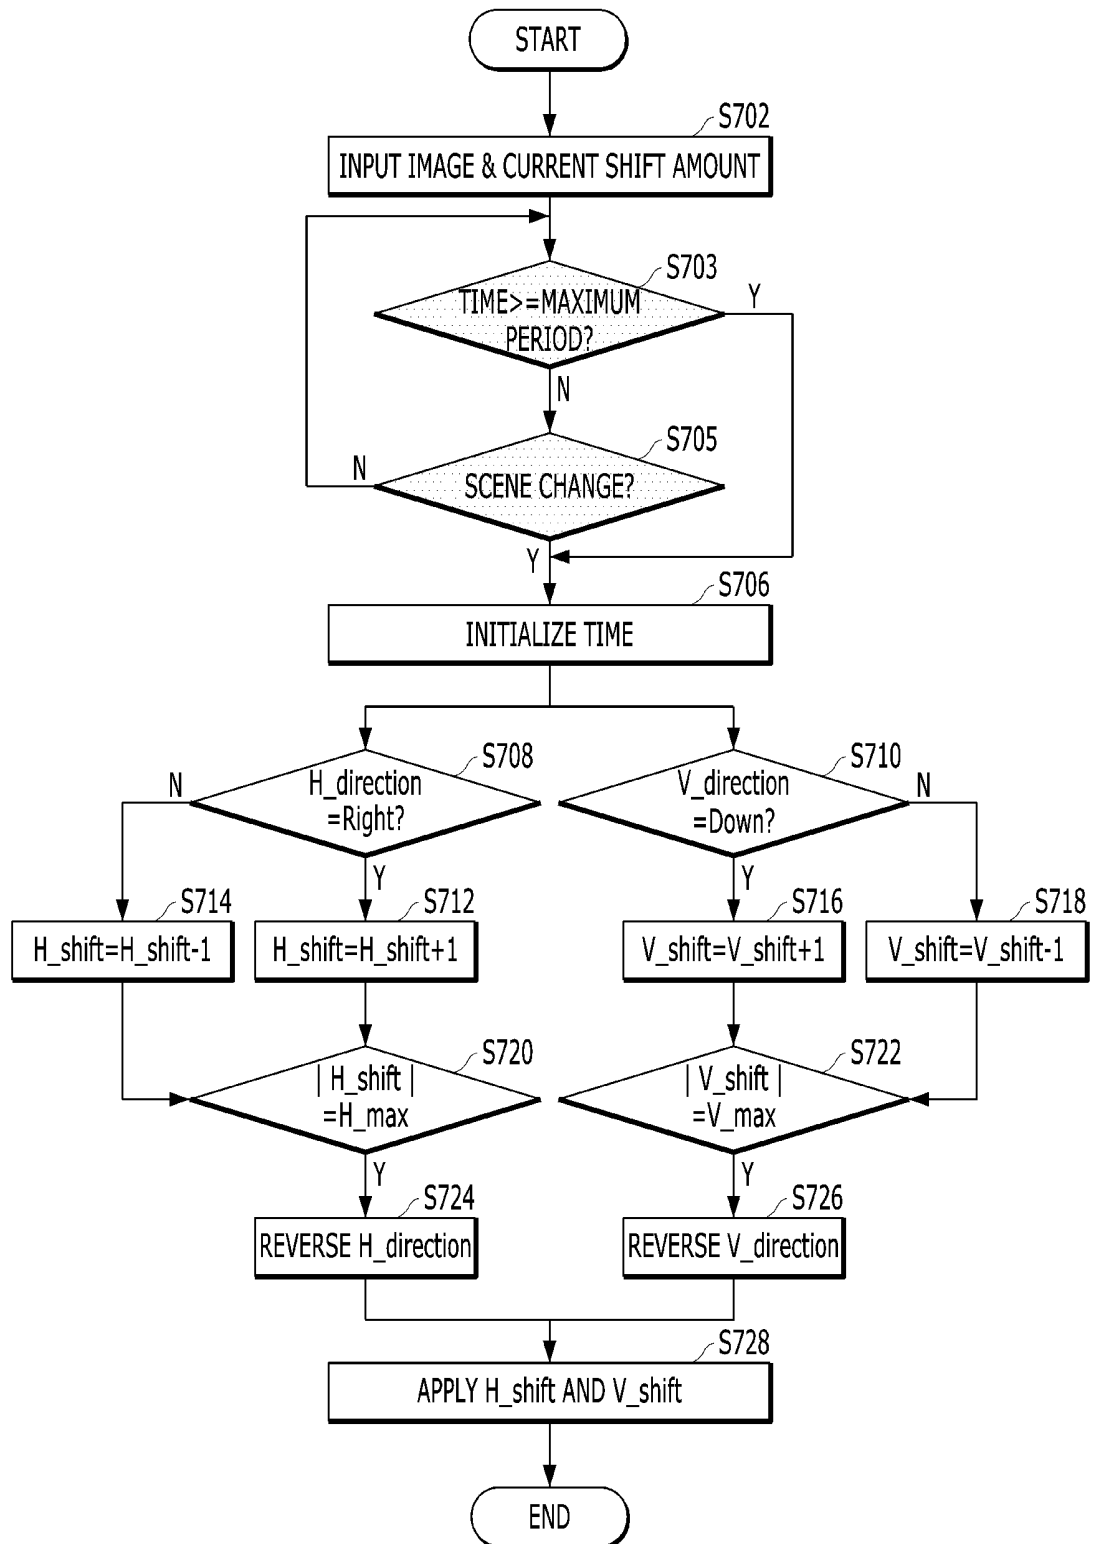 START
S702
INPUT IMAGE & CURRENT SHIFT AMOUNT
S703
TIME>=MAXIMUM
PERIOD?
Y
N
S705
N
SCENE CHANGE?
Y
S706
INITIALIZE TIME
S708
N
H_direction
=Right?
Y
S710
V_direction
=Down?
N
Y
S714
H_shift=H_shift-1
S712
H_shift=H_shift+1
S716
V_shift=V_shift+1
S718
V_shift=V_shift-1
S720
| H_shift |
=H_max
Y
S722
| V_shift |
=V_max
Y
S724
REVERSE H_direction
S726
REVERSE V_direction
S728
APPLY H_shift AND V_shift
END